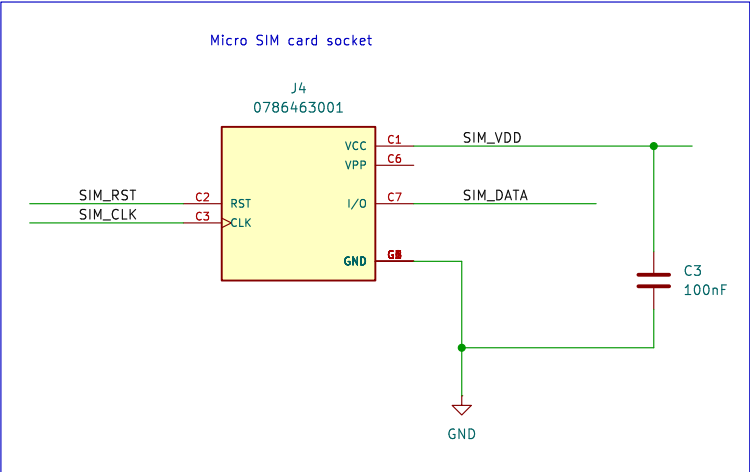 Micro SIM card socket
J4
0786463001
VCC C1 SIM_VDD
VPP C6
SIM_RST C2 RST I/O C7 SIM_DATA
SIM_CLK C3 CLK
GND
C3
100nF
GND